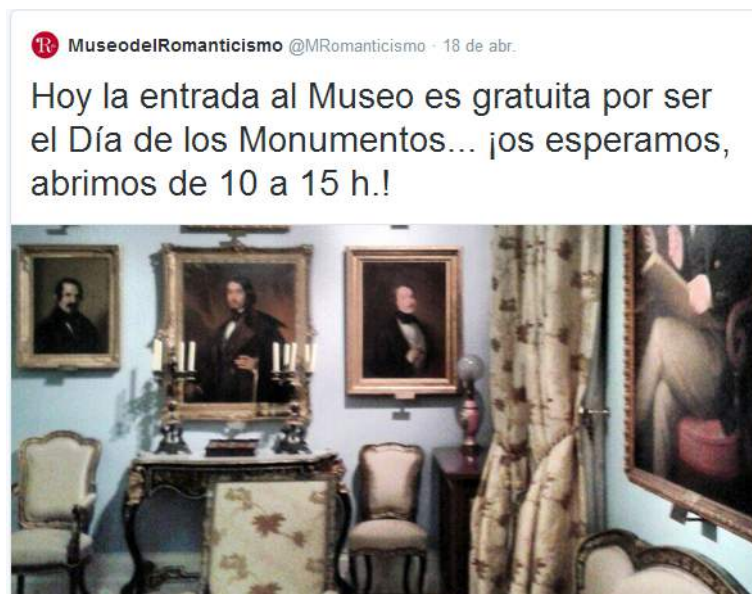 MuseodelRomanticismo @MRomanticismo · 18 de abr.
Hoy la entrada al Museo es gratuita por ser
el Día de los Monumentos... ¡os esperamos,
abrimos de 10 a 15 h.!